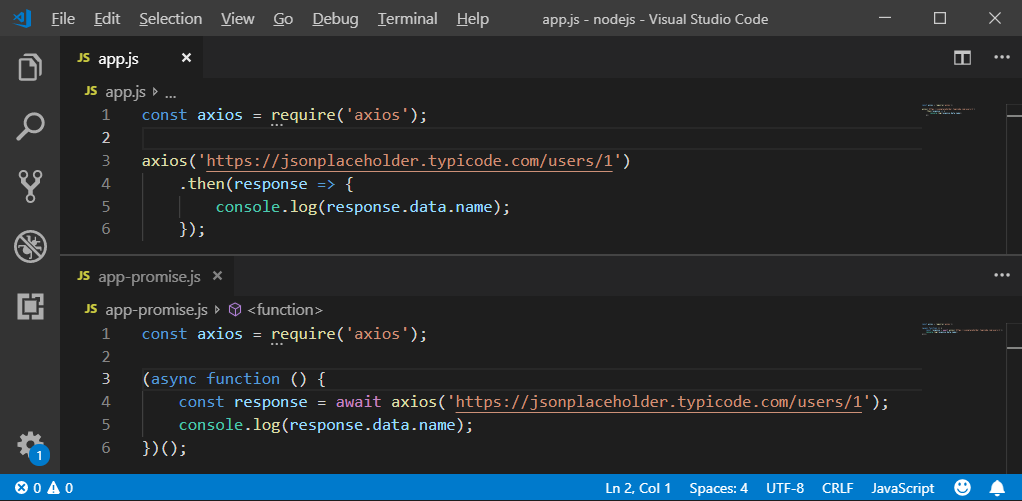 File Edit Selection View Go Debug Terminal Help app.js - nodejs - Visual Studio Code
JS app.js
JS app.js ...
1 const axios = require('axios');
2
3 axios('https://jsonplaceholder.typicode.com/users/1')
4 .then(response => {
5 console.log(response.data.name);
6 });
JS app-promise.js
JS app-promise.js <function>
1 const axios = require('axios');
2
3 (async function () {
4 const response = await axios('https://jsonplaceholder.typicode.com/users/1');
5 console.log(response.data.name);
6 })();
1
0 0 Ln 2, Col 1 Spaces: 4 UTF-8 CRLF JavaScript